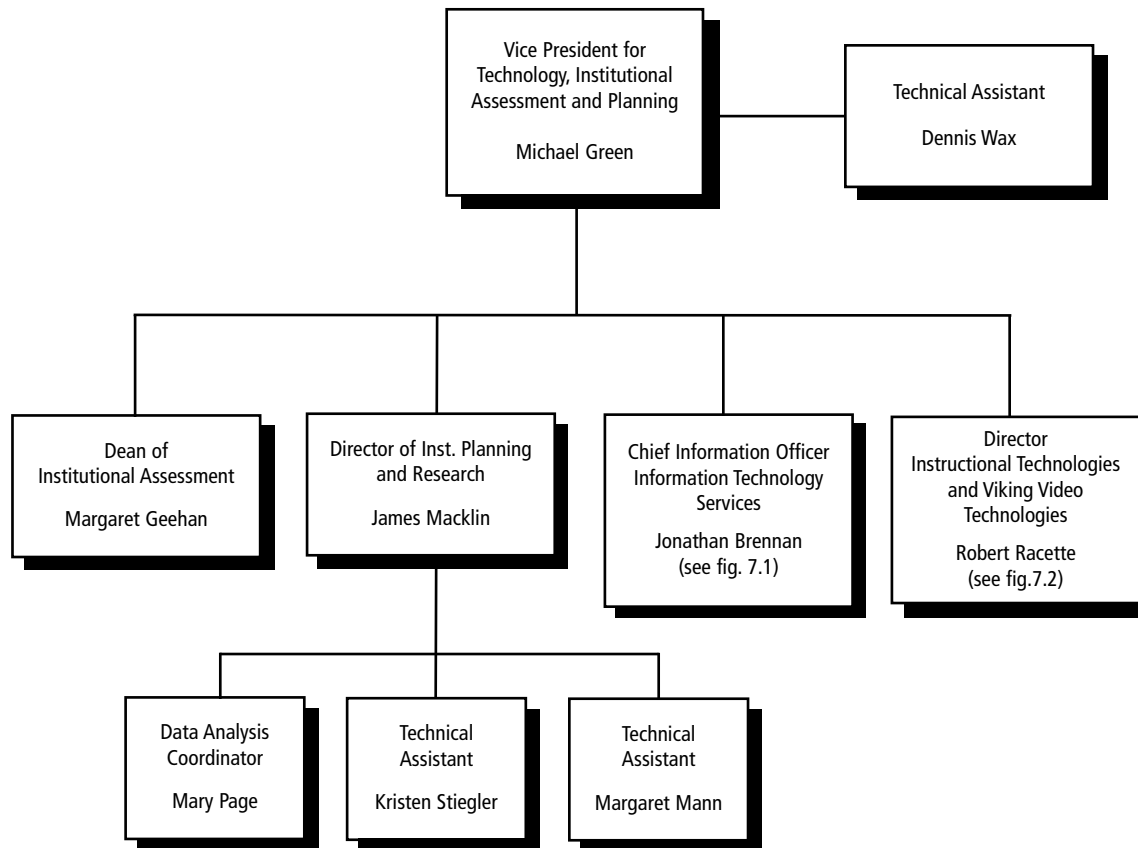 Vice President for
Technology, Institutional
Assessment and Planning
Michael Green
Technical Assistant
Dennis Wax
Dean of
Institutional Assessment
Margaret Geehan
Director of Inst. Planning
and Research
James Macklin
Chief Information Officer
Information Technology
Services
Jonathan Brennan
(see fig. 7.1)
Director
Instructional Technologies
and Viking Video
Technologies
Robert Racette
(see fig.7.2)
Data Analysis
Coordinator
Mary Page
Technical
Assistant
Kristen Stiegler
Technical
Assistant
Margaret Mann